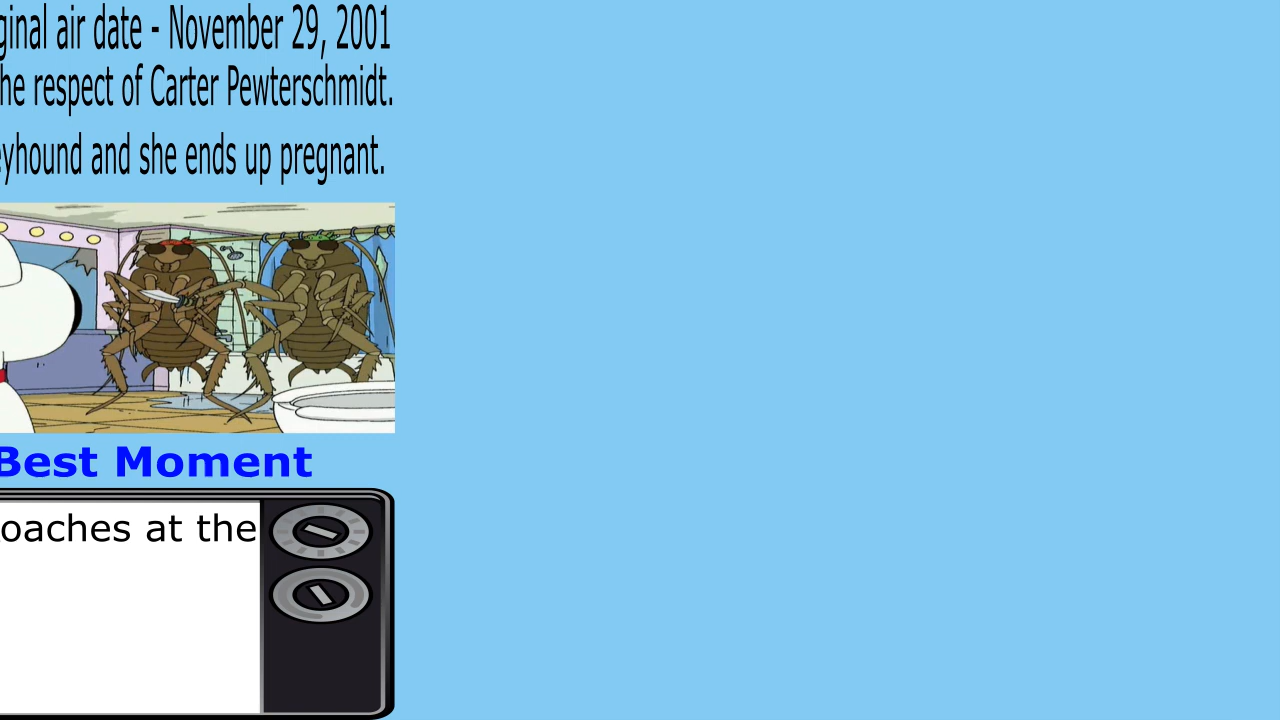 ginal air date - November 29, 2001
he respect of Carter Pewterschmidt.
eyhound and she ends up pregnant.
Best Moment
oaches at the